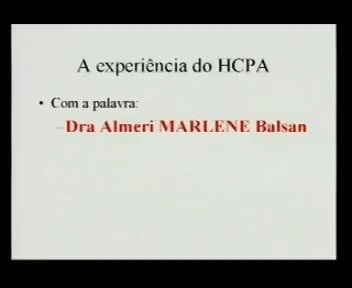 A experiência do HCPA
• Com a palavra:
–Dra Almeri MARLENE Balsan